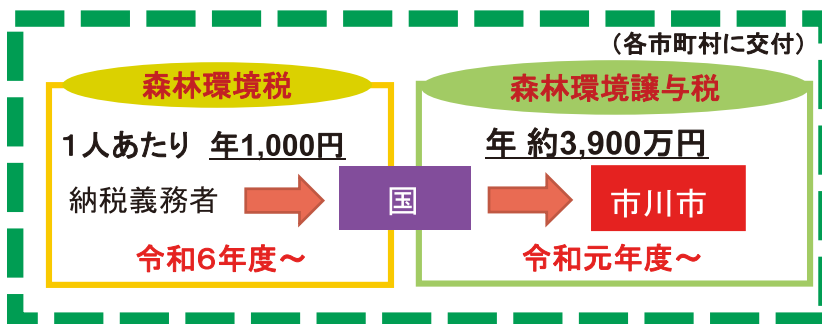 （各市町村に交付）
森林環境税
１人あたり 年1,000円
納税義務者
令和６年度～
国
森林環境譲与税
年 約3,900万円
市川市
令和元年度～